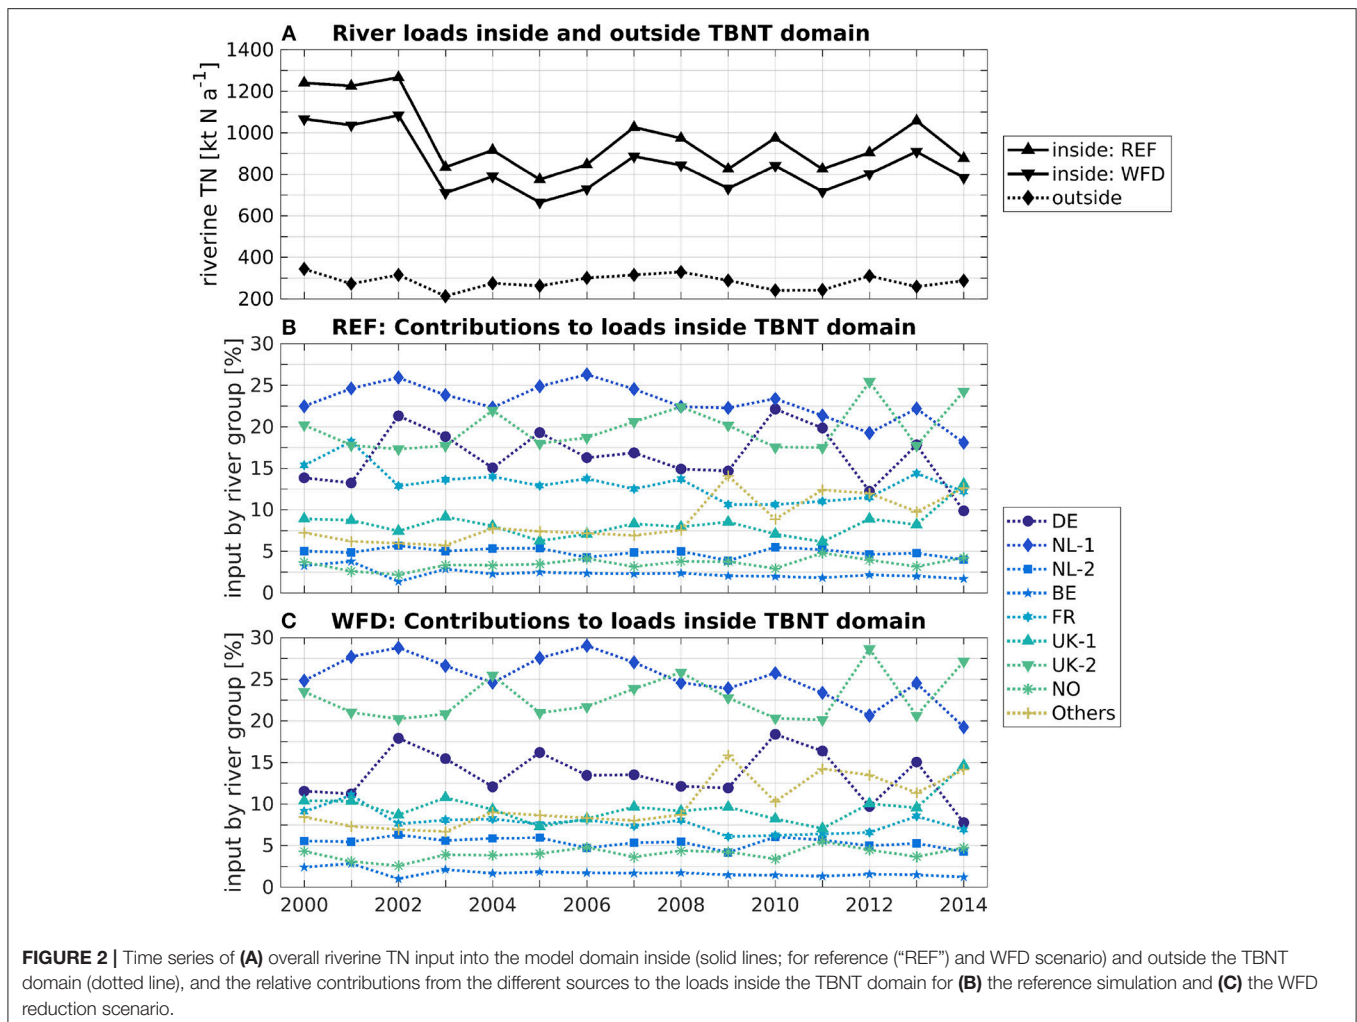 A River loads inside and outside TBNT domain
1400
1200
1000
800
600
400
200
riverine TN [kt N a⁻¹]
inside: REF
inside: WFD
outside
B REF: Contributions to loads inside TBNT domain
30
25
20
15
10
5
0
input by river group [%]
DE
NL-1
NL-2
BE
FR
UK-1
UK-2
NO
Others
C WFD: Contributions to loads inside TBNT domain
30
25
20
15
10
5
0
input by river group [%]
2000 2002 2004 2006 2008 2010 2012 2014
FIGURE 2 | Time series of (A) overall riverine TN input into the model domain inside (solid lines; for reference (“REF”) and WFD scenario) and outside the TBNT
domain (dotted line), and the relative contributions from the different sources to the loads inside the TBNT domain for (B) the reference simulation and (C) the WFD
reduction scenario.